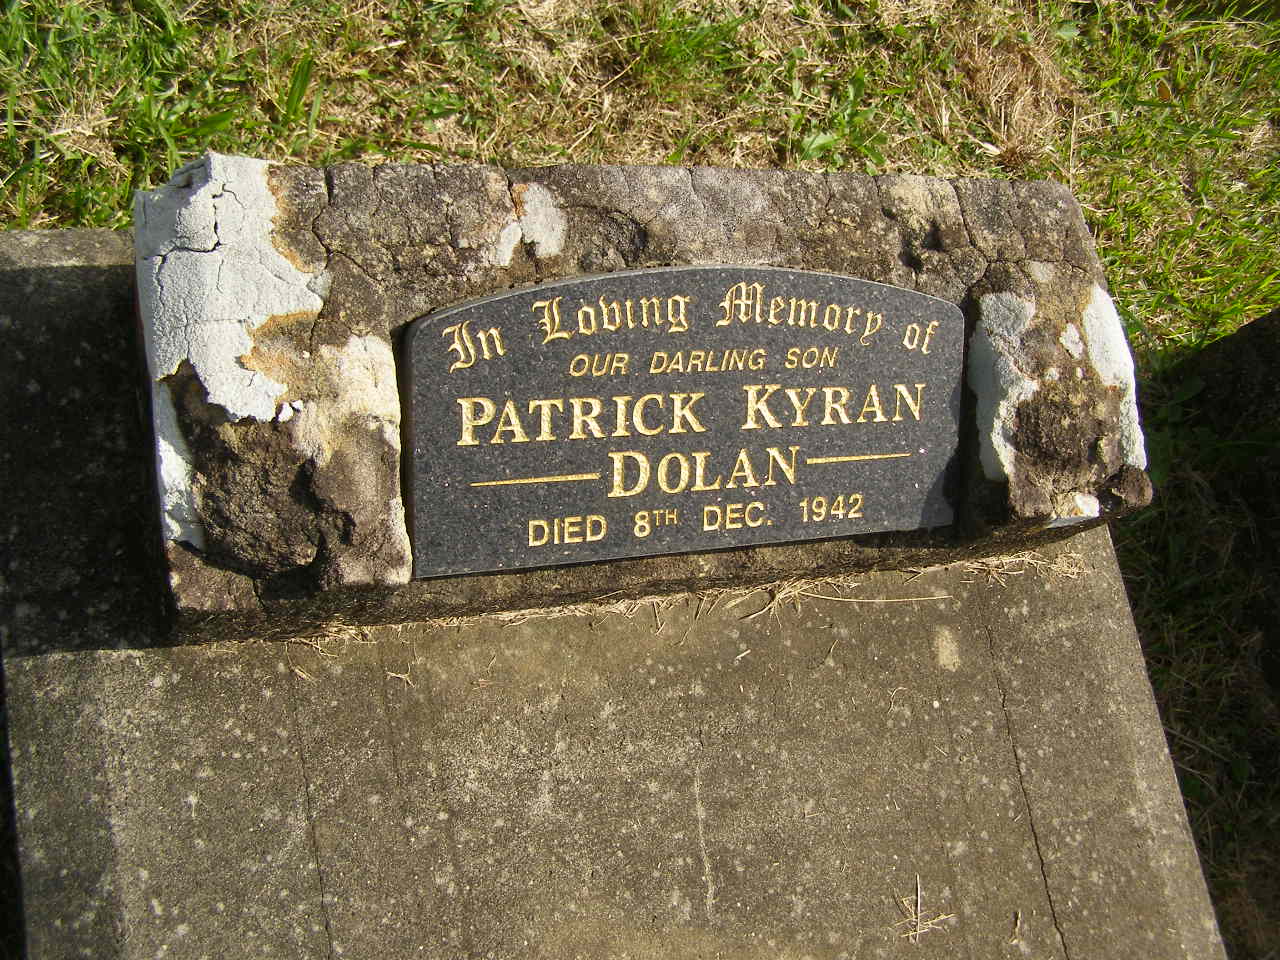 In Loving Memory of
OUR DARLING SON
PATRICK KYRAN
DOLAN
DIED 8TH DEC. 1942